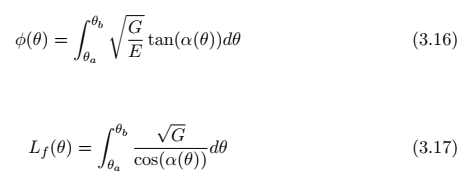 ϕ(θ) = ∫_{θ_a}^{θ_b} √(G/E) tan(α(θ))dθ (3.16)
L_f(θ) = ∫_{θ_a}^{θ_b} √G / cos(α(θ)) dθ (3.17)